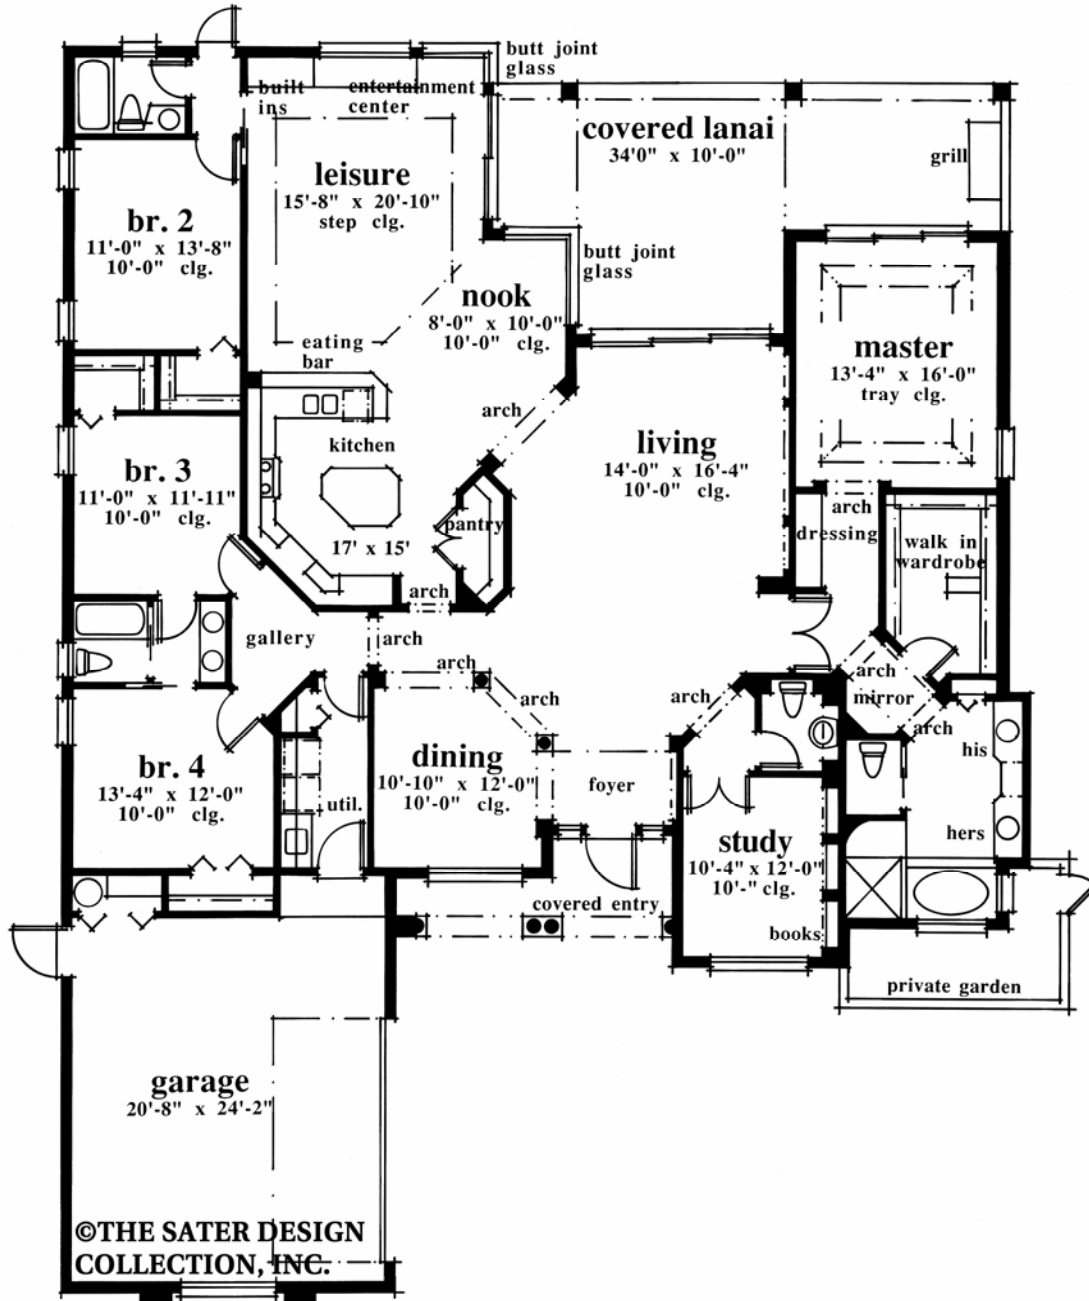 butt joint
glass
built
ins
entertainment
center
covered lanai
34'0" x 10'-0"
grill
leisure
15'-8" x 20'-10"
step clg.
br. 2
11'-0" x 13'-8"
10'-0" clg.
butt joint
glass
nook
8'-0" x 10'-0"
10'-0" clg.
eating
bar
master
13'-4" x 16'-0"
tray clg.
arch
kitchen
living
14'-0" x 16'-4"
10'-0" clg.
br. 3
11'-0" x 11'-11"
10'-0" clg.
pantry
17' x 15'
arch
dressing
walk in
wardrobe
arch
gallery
arch
arch
arch
arch
arch
mirror
arch
his
hers
dining
10'-10" x 12'-0"
10'-0" clg.
foyer
br. 4
13'-4" x 12'-0"
10'-0" clg.
util.
study
10'-4" x 12'-0"
10'-" clg.
covered entry
books
private garden
garage
20'-8" x 24'-2"
©THE SATER DESIGN
COLLECTION, INC.